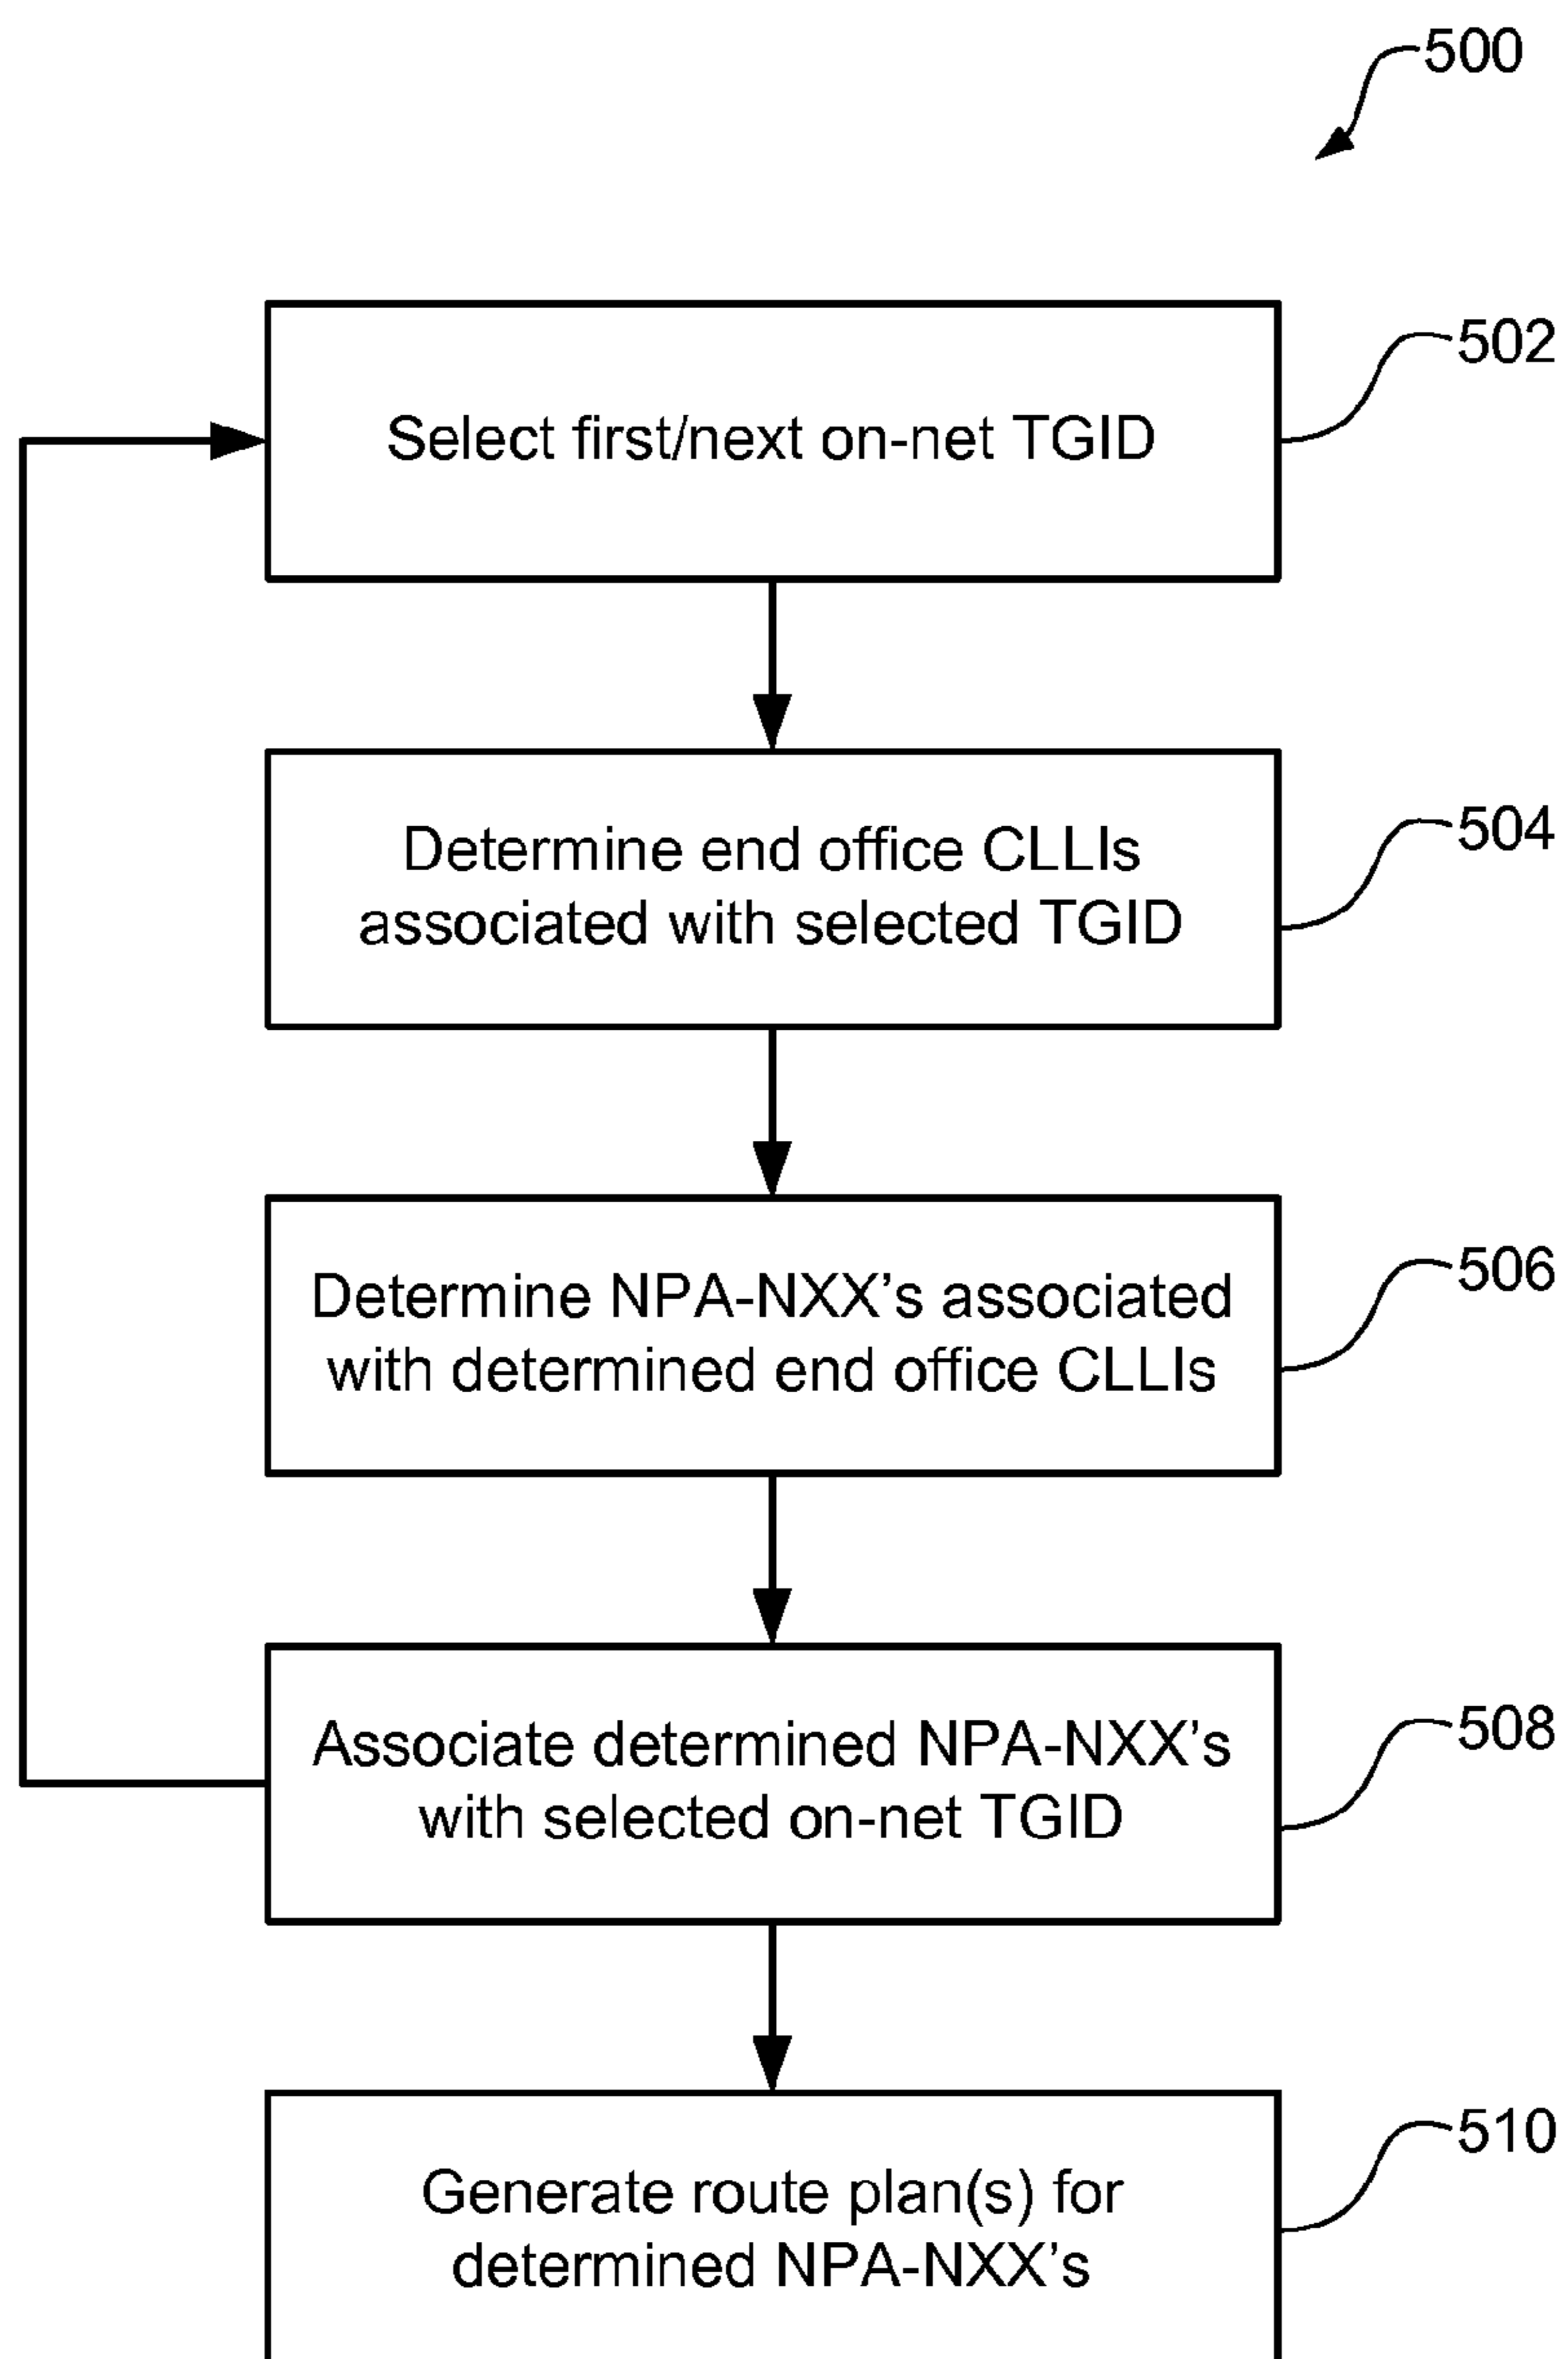 500
Select first/next on-net TGID
502
Determine end office CLLIs
associated with selected TGID
504
Determine NPA-NXX’s associated
with determined end office CLLIs
506
Associate determined NPA-NXX’s
with selected on-net TGID
508
Generate route plan(s) for
determined NPA-NXX’s
510